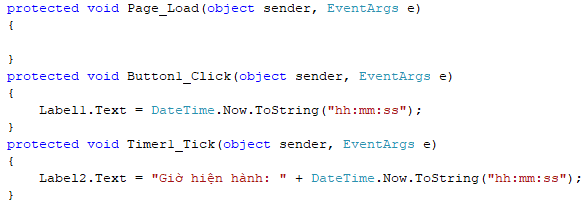 protected void Page_Load(object sender, EventArgs e)
{
}
protected void Button1_Click(object sender, EventArgs e)
{
Label1.Text = DateTime.Now.ToString("hh:mm:ss");
}
protected void Timer1_Tick(object sender, EventArgs e)
{
Label2.Text = "Giờ hiện hành: " + DateTime.Now.ToString("hh:mm:ss");
}